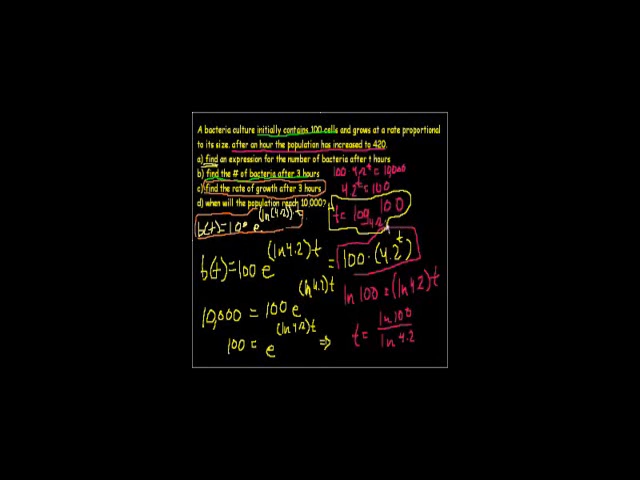 A bacteria culture initially contains 100 cells and grows at a rate proportional
to its size. after an hour the population has increased to 420.
a) find an expression for the number of bacteria after t hours
b) find the # of bacteria after 3 hours
c) find the rate of growth after 3 hours
d) when will the population reach 10,000?
100 4.2^t = 10,000
4.2^t = 100
t = log_4.2 100
b(t) = 100 e^(ln(4.2)) t
b(t) = 100 e^(ln 4.2) t = 100 · (4.2^t)
10,000 = 100 e^(ln 4.2) t
100 = e^(ln 4.2) t ⇒
ln 100 = (ln 4.2) t
t = ln 100 / ln 4.2